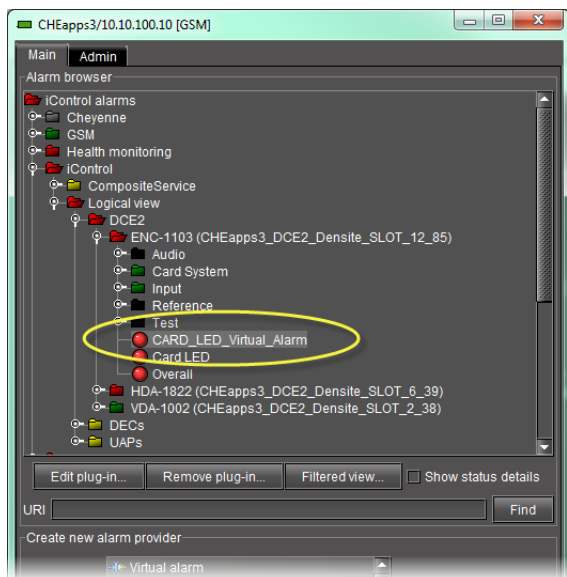 CHEapps3/10.10.100.10 [GSM]
Main Admin
Alarm browser
iControl alarms
Cheyenne
GSM
Health monitoring
iControl
CompositeService
Logical view
DCE2
ENC-1103 (CHEapps3_DCE2_Densite_SLOT_12_85)
Audio
Card System
Input
Reference
Test
CARD_LED_Virtual_Alarm
Card LED
Overall
HDA-1822 (CHEapps3_DCE2_Densite_SLOT_6_39)
VDA-1002 (CHEapps3_DCE2_Densite_SLOT_2_38)
DECs
UAPs
Edit plug-in... Remove plug-in... Filtered view... Show status details
URI Find
Create new alarm provider
Virtual alarm